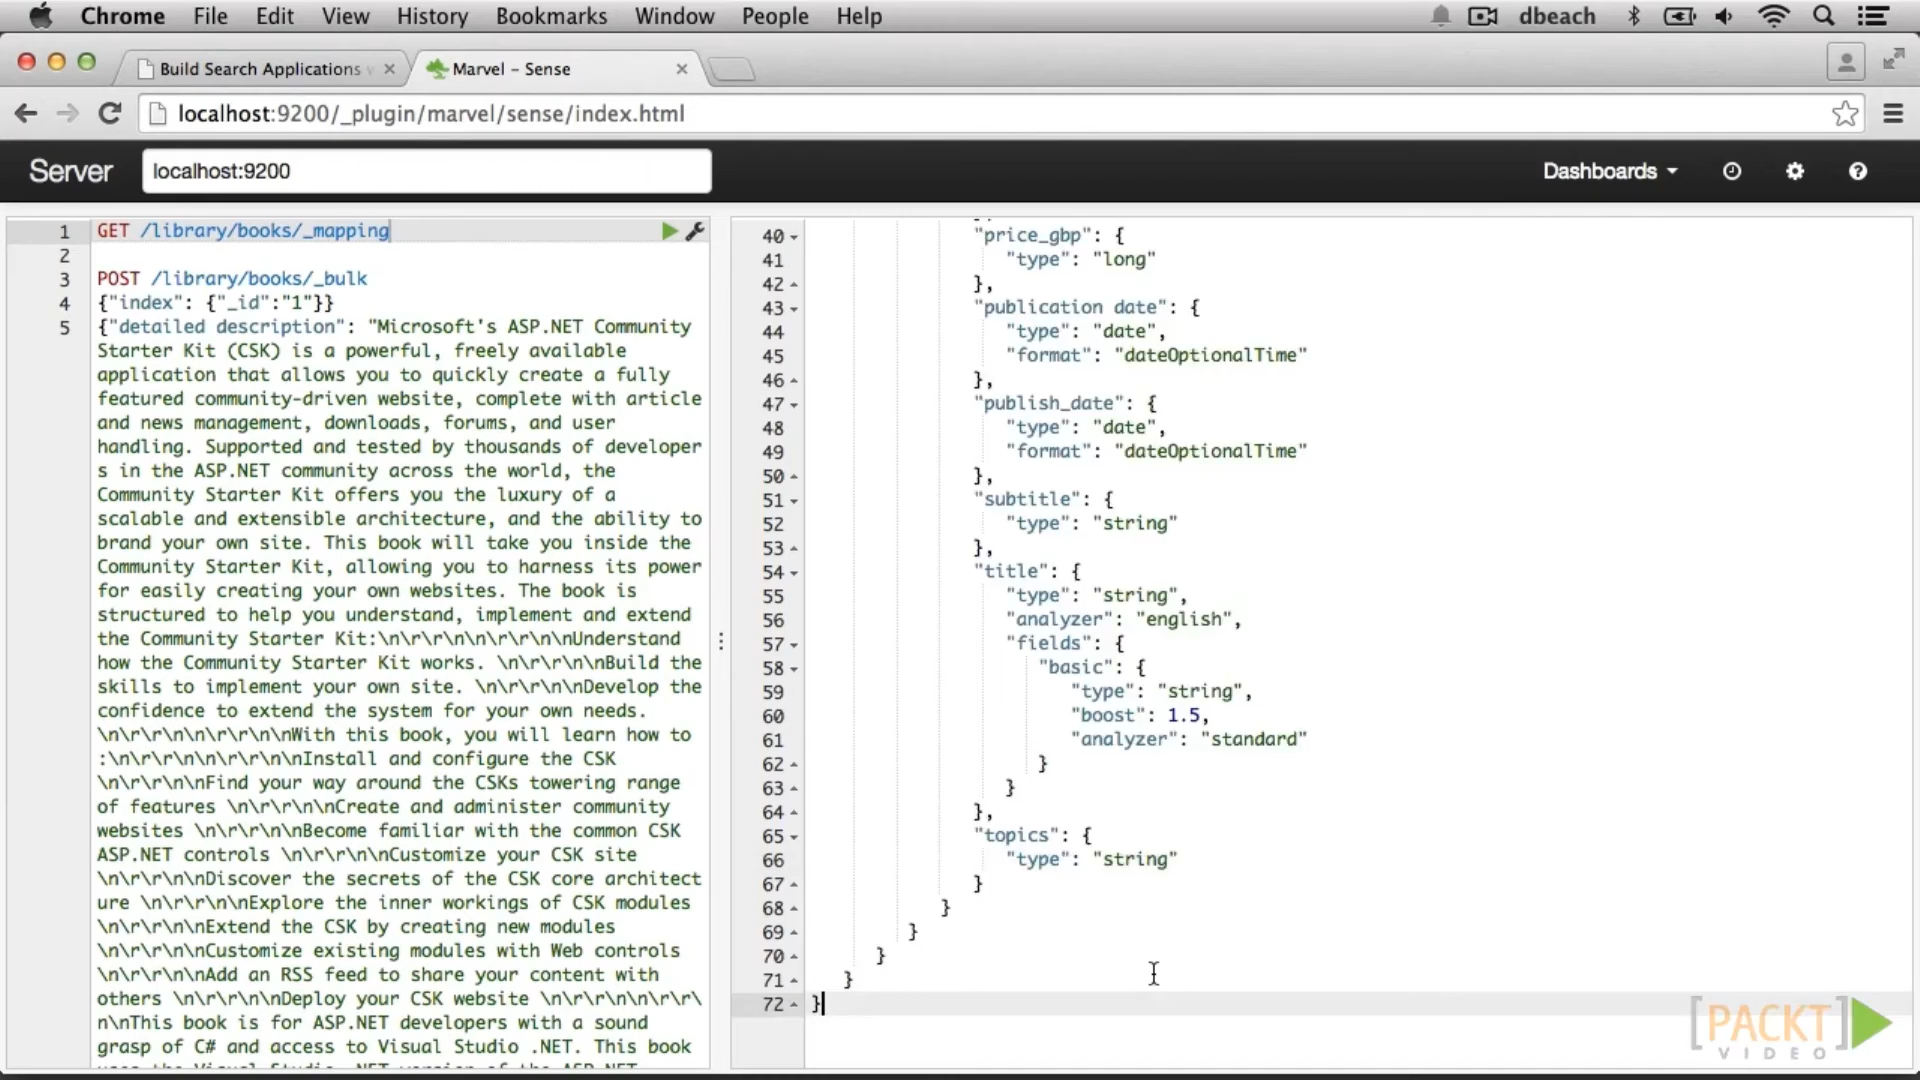 Chrome File Edit View History Bookmarks Window People Help dbeach
Build Search Applications
Marvel – Sense
localhost:9200/_plugin/marvel/sense/index.html
Server localhost:9200 Dashboards
1 GET /library/books/_mapping
2
3 POST /library/books/_bulk
4 {"index": {"_id":"1"}}
5 {"detailed description": "Microsoft's ASP.NET Community
Starter Kit (CSK) is a powerful, freely available
application that allows you to quickly create a fully
featured community-driven website, complete with article
and news management, downloads, forums, and user
handling. Supported and tested by thousands of developer
s in the ASP.NET community across the world, the
Community Starter Kit offers you the luxury of a
scalable and extensible architecture, and the ability to
brand your own site. This book will take you inside the
Community Starter Kit, allowing you to harness its power
for easily creating your own websites. The book is
structured to help you understand, implement and extend
the Community Starter Kit:\n\r\r\n\n\r\r\n\nUnderstand
how the Community Starter Kit works. \n\r\r\n\nBuild the
skills to implement your own site. \n\r\r\n\nDevelop the
confidence to extend the system for your own needs.
\n\r\r\n\n\r\r\n\nWith this book, you will learn how to
:\n\r\r\n\n\r\r\n\nInstall and configure the CSK
\n\r\r\n\nFind your way around the CSKs towering range
of features \n\r\r\n\nCreate and administer community
websites \n\r\r\n\nBecome familiar with the common CSK
ASP.NET controls \n\r\r\n\nCustomize your CSK site
\n\r\r\n\nDiscover the secrets of the CSK core architect
ure \n\r\r\n\nExplore the inner workings of CSK modules
\n\r\r\n\nExtend the CSK by creating new modules
\n\r\r\n\nCustomize existing modules with Web controls
\n\r\r\n\nAdd an RSS feed to share your content with
others \n\r\r\n\nDeploy your CSK website \n\r\r\n\n\r\r\
n\nThis book is for ASP.NET developers with a sound
grasp of C# and access to Visual Studio .NET. This book
40 "price_gbp": {
41 "type": "long"
42 },
43 "publication date": {
44 "type": "date",
45 "format": "dateOptionalTime"
46 },
47 "publish_date": {
48 "type": "date",
49 "format": "dateOptionalTime"
50 },
51 "subtitle": {
52 "type": "string"
53 },
54 "title": {
55 "type": "string",
56 "analyzer": "english",
57 "fields": {
58 "basic": {
59 "type": "string",
60 "boost": 1.5,
61 "analyzer": "standard"
62 }
63 }
64 },
65 "topics": {
66 "type": "string"
67 }
68 }
69 }
70 }
71 }
72 }
[PACKT]
VIDEO